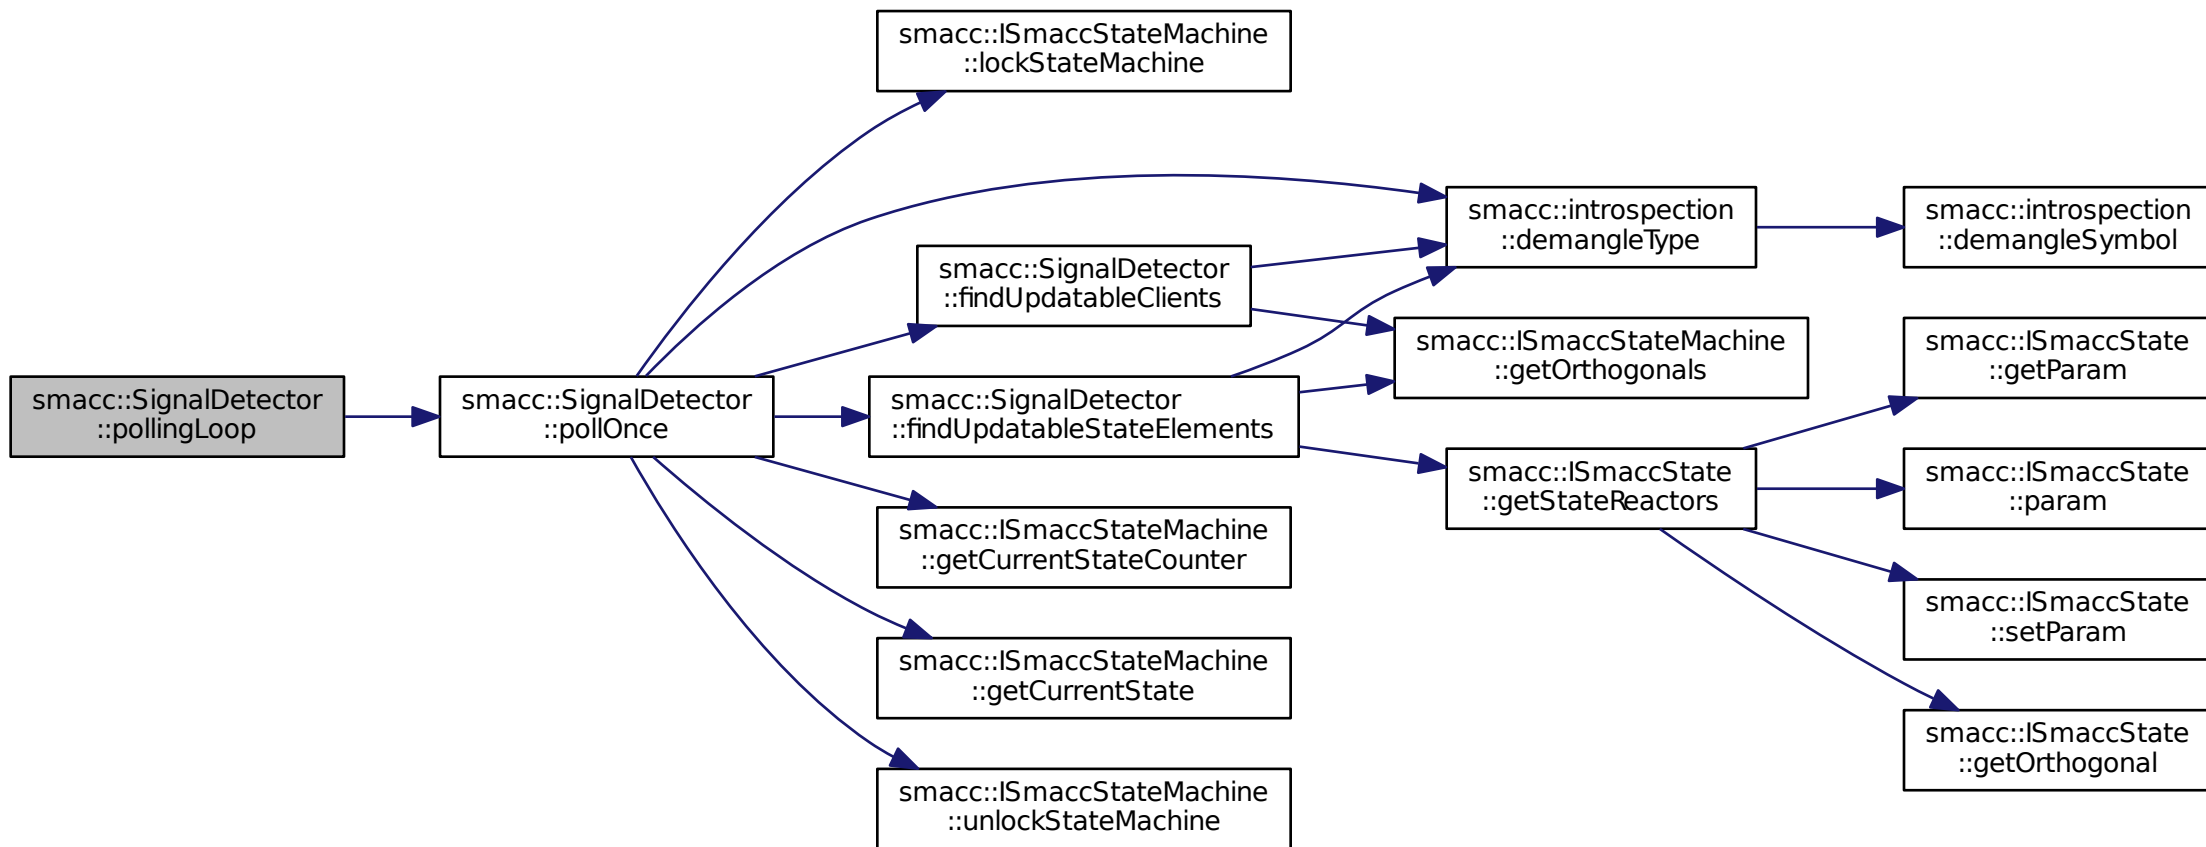 smacc::SignalDetector
::pollingLoop
smacc::SignalDetector
::pollOnce
smacc::ISmaccStateMachine
::lockStateMachine
smacc::SignalDetector
::findUpdatableClients
smacc::SignalDetector
::findUpdatableStateElements
smacc::ISmaccStateMachine
::getCurrentStateCounter
smacc::ISmaccStateMachine
::getCurrentState
smacc::ISmaccStateMachine
::unlockStateMachine
smacc::introspection
::demangleType
smacc::ISmaccStateMachine
::getOrthogonals
smacc::ISmaccState
::getStateReactors
smacc::introspection
::demangleSymbol
smacc::ISmaccState
::getParam
smacc::ISmaccState
::param
smacc::ISmaccState
::setParam
smacc::ISmaccState
::getOrthogonal